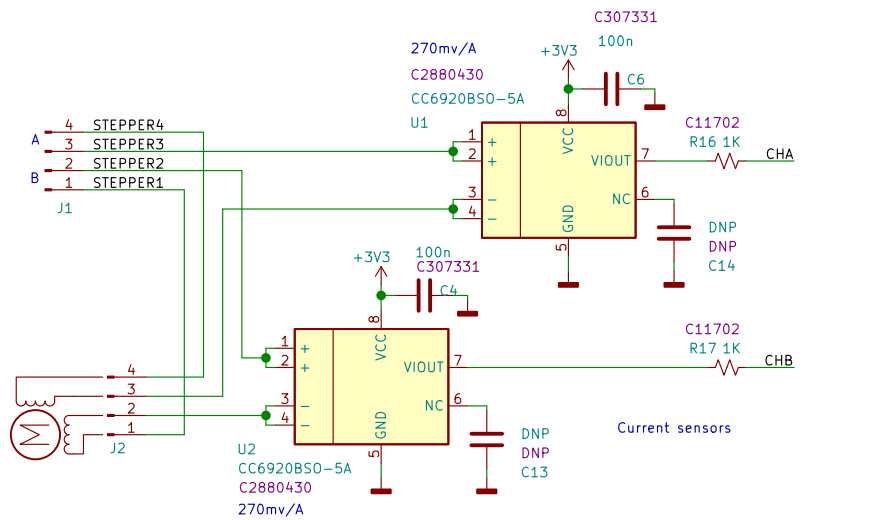 C307331
100n
+3V3
270mv/A
C2880430
CC6920BSO-5A
U1
C6
8
VCC
1 +
2 +
3 -
4 -
VIOUT 7
NC 6
GND
5
C11702
R16 1K
CHA
DNP
DNP
C14
A
B
4 STEPPER4
3 STEPPER3
2 STEPPER2
1 STEPPER1
J1
100n
C307331
+3V3
C4
8
VCC
1 +
2 +
3 -
4 -
VIOUT 7
NC 6
GND
5
C11702
R17 1K
CHB
DNP
DNP
C13
4
3
2
1
J2
M
U2
CC6920BSO-5A
C2880430
270mv/A
Current sensors